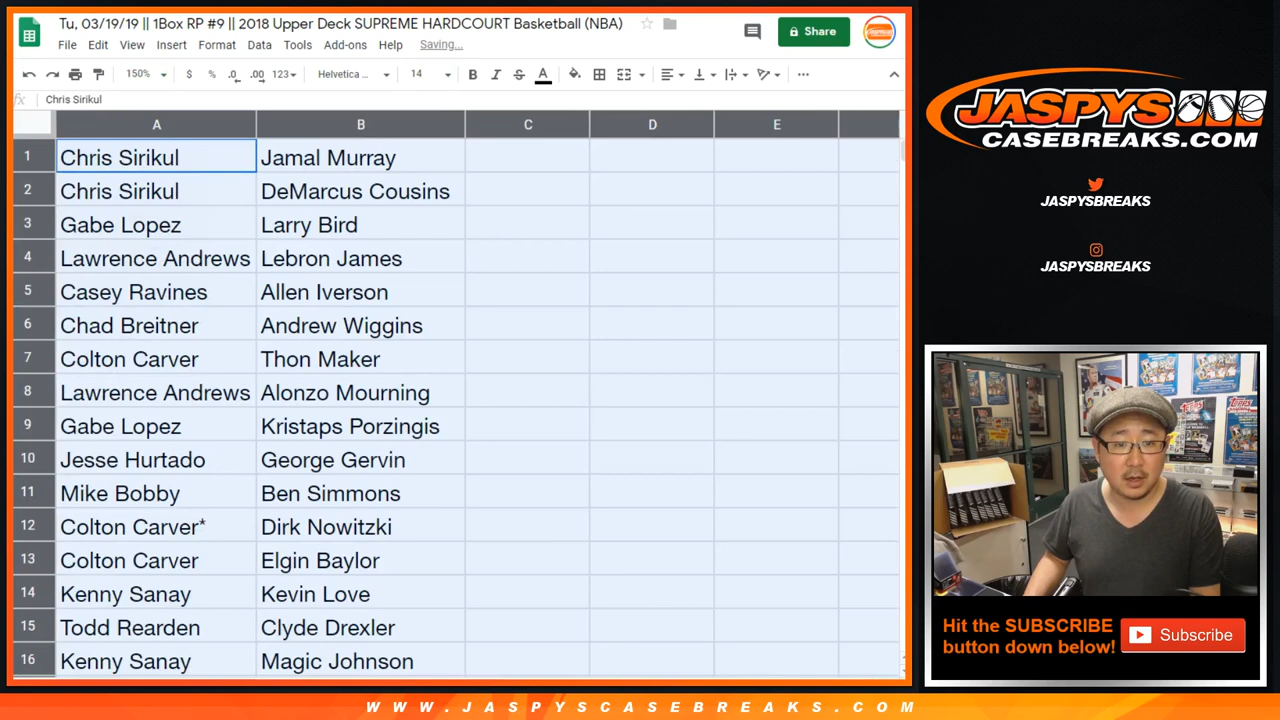 Tu, 03/19/19 || 1Box RP #9 || 2018 Upper Deck SUPREME HARDCOURT Basketball (NBA)
File Edit View Insert Format Data Tools Add-ons Help Saving...
Share
150% $ % .0 .00 123 Helvetica ... 14 B I S A
fx Chris Sirikul
A B C D E
1 Chris Sirikul Jamal Murray
2 Chris Sirikul DeMarcus Cousins
3 Gabe Lopez Larry Bird
4 Lawrence Andrews Lebron James
5 Casey Ravines Allen Iverson
6 Chad Breitner Andrew Wiggins
7 Colton Carver Thon Maker
8 Lawrence Andrews Alonzo Mourning
9 Gabe Lopez Kristaps Porzingis
10 Jesse Hurtado George Gervin
11 Mike Bobby Ben Simmons
12 Colton Carver* Dirk Nowitzki
13 Colton Carver Elgin Baylor
14 Kenny Sanay Kevin Love
15 Todd Rearden Clyde Drexler
16 Kenny Sanay Magic Johnson
JASPYS
CASEBREAKS.COM
JASPYSBREAKS
JASPYSBREAKS
topps
Hit the SUBSCRIBE
button down below!
Subscribe
WWW.JASPYSCASEBREAKS.COM